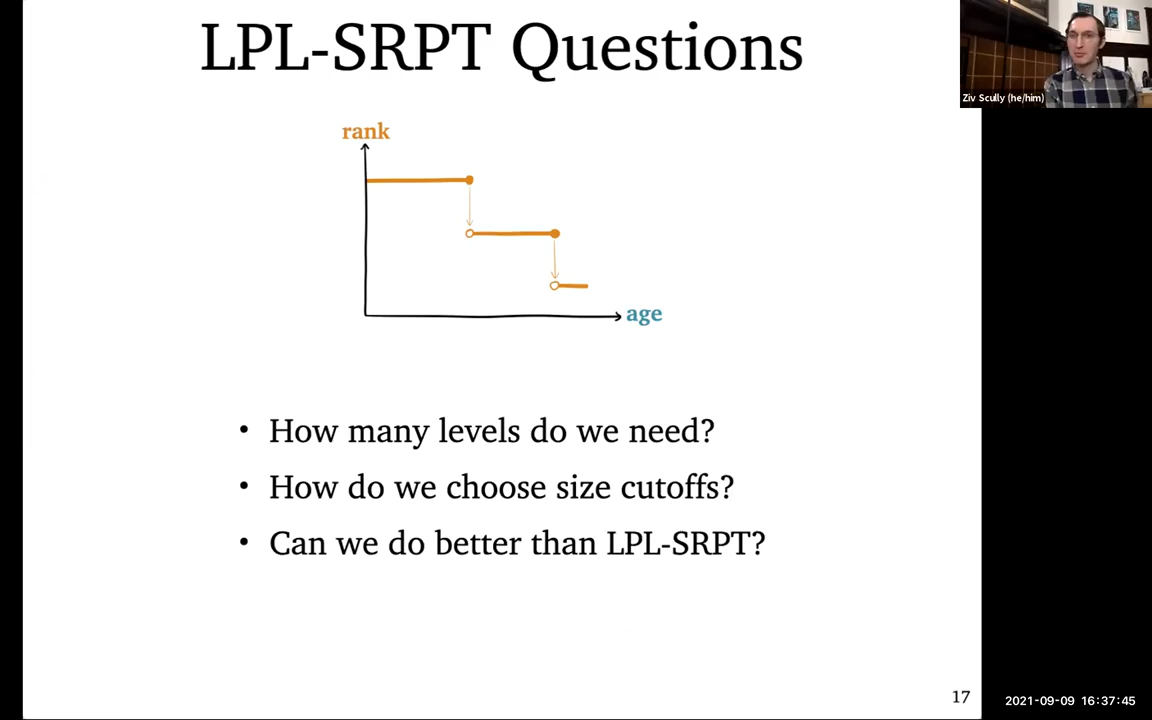 LPL-SRPT Questions
Ziv Scully (he/him)
rank
age
• How many levels do we need?
• How do we choose size cutoffs?
• Can we do better than LPL-SRPT?
17
2021-09-09 16:37:45